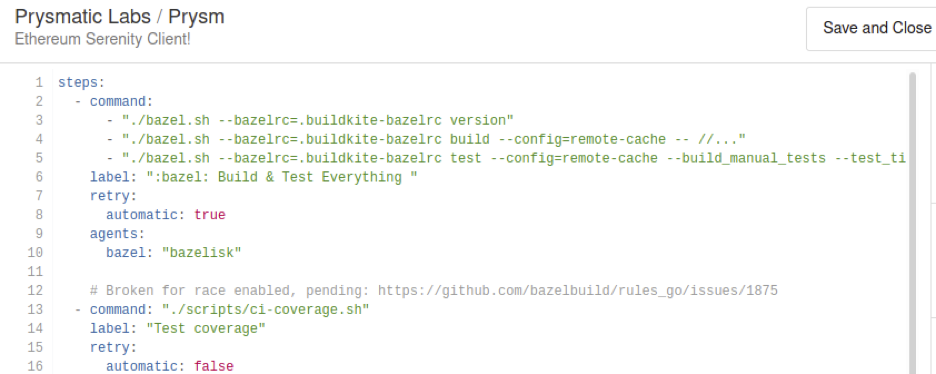 Prysmatic Labs / Prysm
Ethereum Serenity Client!
Save and Close
1 steps:
2   - command:
3       - "./bazel.sh --bazelrc=.buildkite-bazelrc version"
4       - "./bazel.sh --bazelrc=.buildkite-bazelrc build --config=remote-cache -- //..."
5       - "./bazel.sh --bazelrc=.buildkite-bazelrc test --config=remote-cache --build_manual_tests --test_ti
6     label: ":bazel: Build & Test Everything "
7     retry:
8       automatic: true
9     agents:
10       bazel: "bazelisk"
11
12     # Broken for race enabled, pending: https://github.com/bazelbuild/rules_go/issues/1875
13   - command: "./scripts/ci-coverage.sh"
14     label: "Test coverage"
15     retry:
16       automatic: false